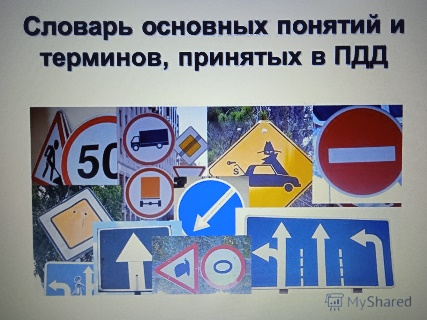 Словарь основных понятий и
терминов, принятых в ПДД
50
S
MyShared